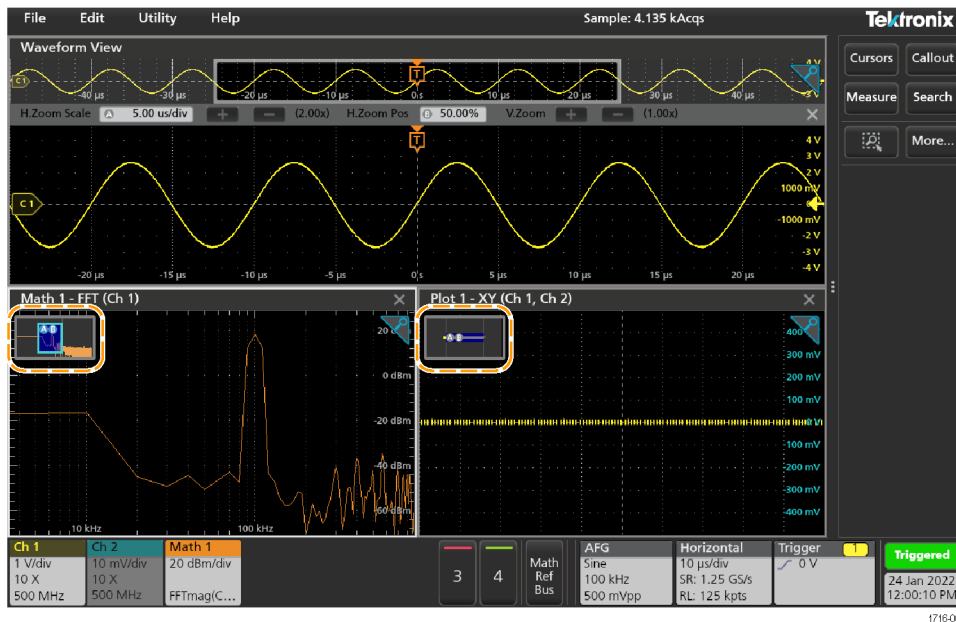 File Edit Utility Help Sample: 4.135 kAcqs Tektronix
Waveform View
Cursors Callout
C1
T
-40 µs -30 µs -20 µs -10 µs 0 s 10 µs 20 µs 30 µs 40 µs
Measure Search
H.Zoom Scale A 5.00 us/div + − (2.00x) H.Zoom Pos B 50.00% V.Zoom + − (1.00x) ×
More...
T
4 V
3 V
2 V
1000 mV
C 1
-1000 mV
-2 V
-3 V
-4 V
-20 µs -15 µs -10 µs -5 µs 0 s 5 µs 10 µs 15 µs 20 µs
Math 1 - FFT (Ch 1) ×
A B
0 dBm
-20 dBm
-40 dBm
-60 dBm
10 kHz 100 kHz
Plot 1 - XY (Ch 1, Ch 2) ×
A B
300 mV
200 mV
100 mV
-100 mV
-200 mV
-300 mV
-400 mV
Ch 1
1 V/div
10 X
500 MHz
Ch 2
10 mV/div
10 X
500 MHz
Math 1
20 dBm/div
FFTmag(C...
3
4
Math
Ref
Bus
AFG
Sine
100 kHz
500 mVpp
Horizontal
10 µs/div
SR: 1.25 GS/s
RL: 125 kpts
Trigger 1
0 V
Triggered
24 Jan 2022
12:00:10 PM